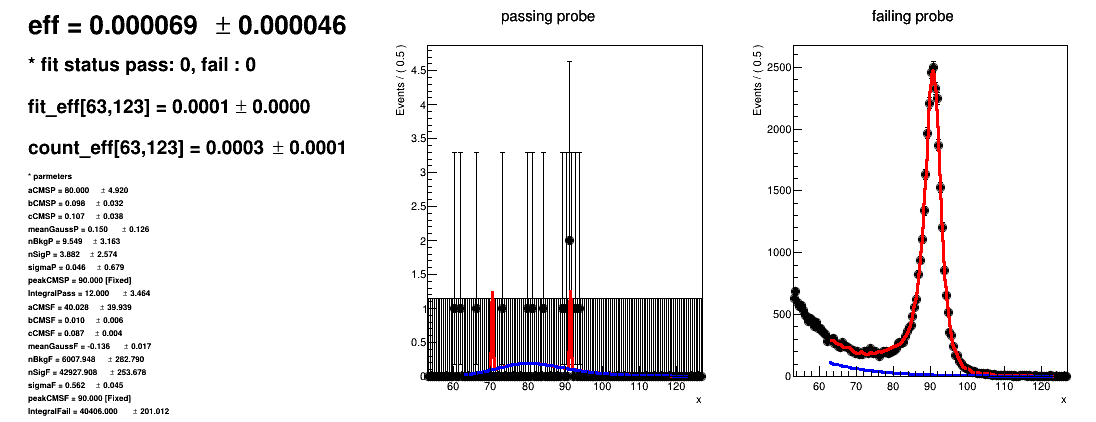 eff = 0.000069 ± 0.000046
* fit status pass: 0, fail : 0
fit_eff[63,123] = 0.0001 ± 0.0000
count_eff[63,123] = 0.0003 ± 0.0001
* parmeters
aCMSP = 80.000 ± 4.920
bCMSP = 0.098 ± 0.032
cCMSP = 0.107 ± 0.038
meanGaussP = 0.150 ± 0.126
nBkgP = 9.549 ± 3.163
nSigP = 3.882 ± 2.574
sigmaP = 0.046 ± 0.679
peakCMSP = 90.000 [Fixed]
IntegralPass = 12.000 ± 3.464
aCMSF = 40.028 ± 39.939
bCMSF = 0.010 ± 0.006
cCMSF = 0.087 ± 0.004
meanGaussF = -0.136 ± 0.017
nBkgF = 6007.948 ± 282.790
nSigF = 42927.908 ± 253.678
sigmaF = 0.562 ± 0.045
peakCMSF = 90.000 [Fixed]
IntegralFail = 40406.000 ± 201.012
passing probe
Events / ( 0.5 )
4.5
4
3.5
3
2.5
2
1.5
1
0.5
0
60 70 80 90 100 110 120
x
failing probe
Events / ( 0.5 )
2500
2000
1500
1000
500
0
60 70 80 90 100 110 120
x